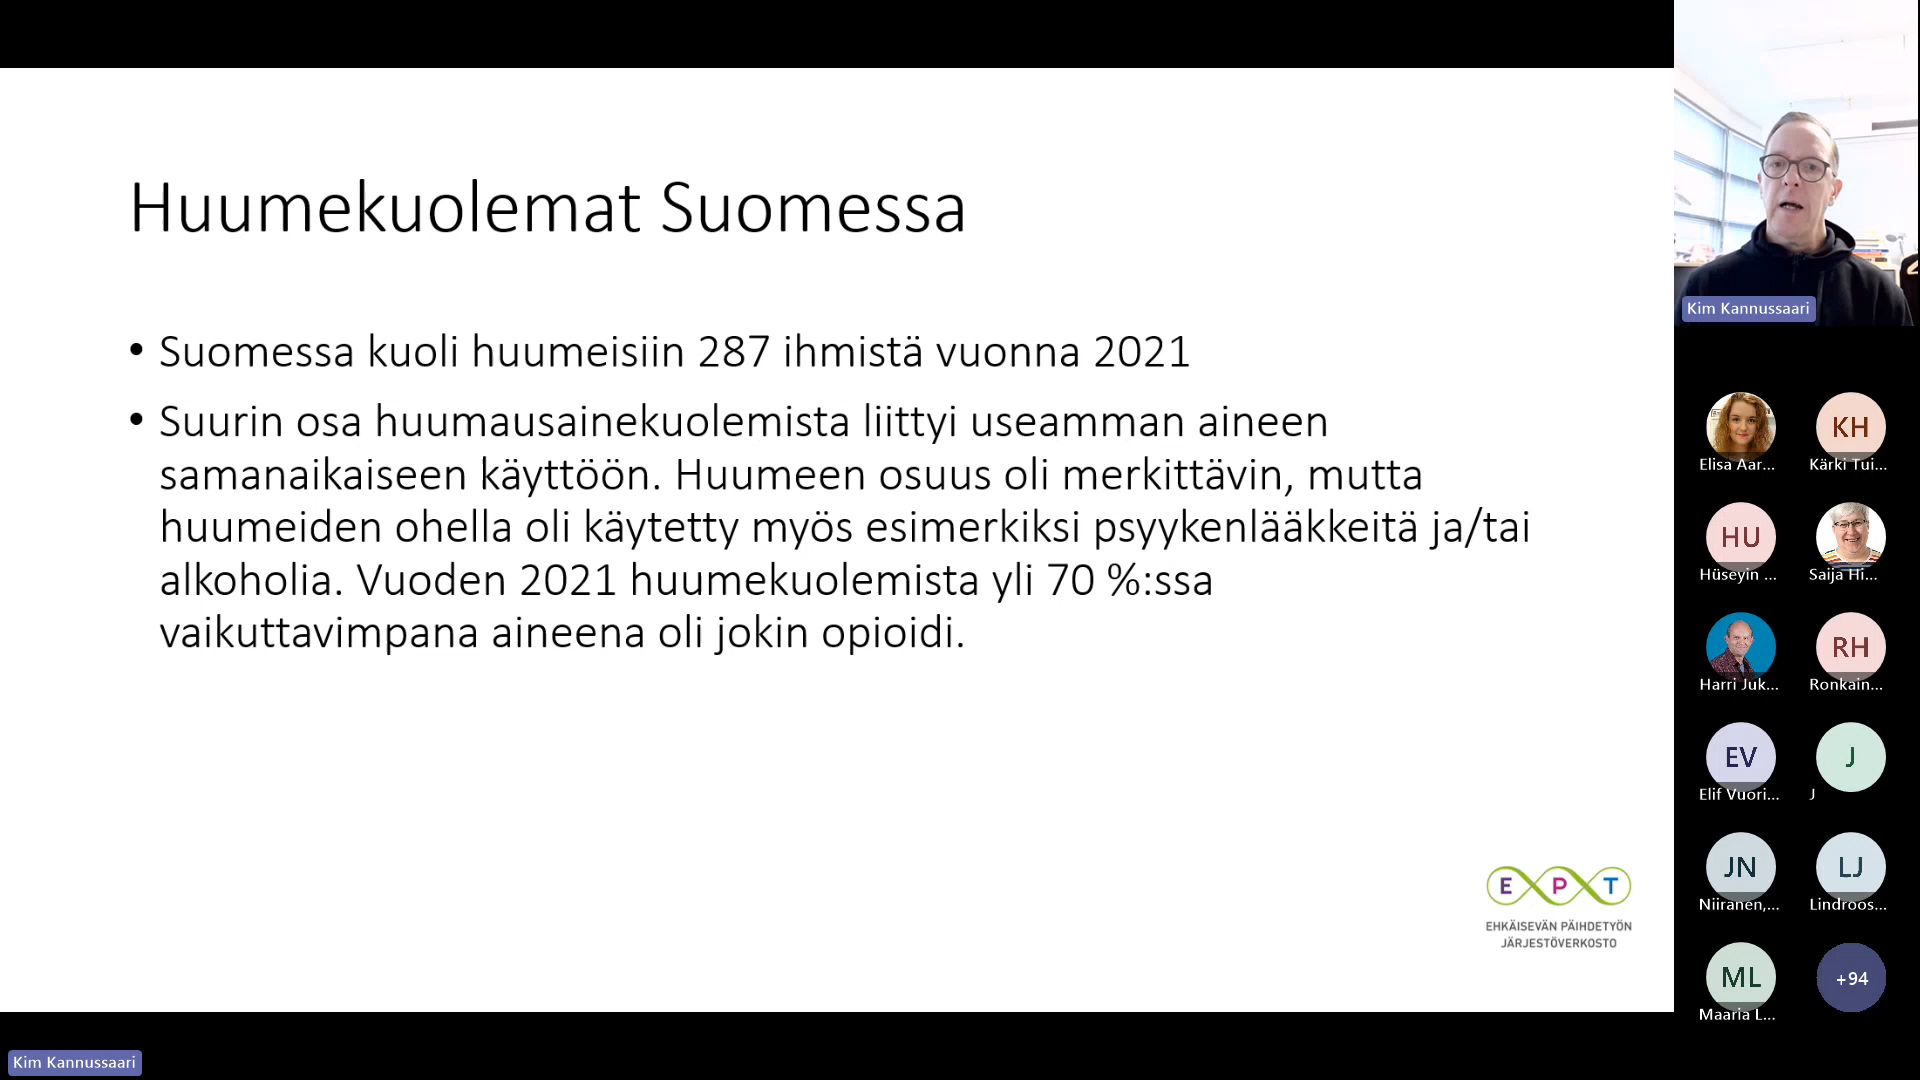 Huumekuolemat Suomessa
• Suomessa kuoli huumeisiin 287 ihmistä vuonna 2021
• Suurin osa huumausainekuolemista liittyi useamman aineen
samanaikaiseen käyttöön. Huumeen osuus oli merkittävin, mutta
huumeiden ohella oli käytetty myös esimerkiksi psyykenlääkkeitä ja/tai
alkoholia. Vuoden 2021 huumekuolemista yli 70 %:ssa
vaikuttavimpana aineena oli jokin opioidi.
E P T
EHKÄISEVÄN PÄIHDETYÖN
JÄRJESTÖVERKOSTO
Kim Kannussaari
Kim Kannussaari
KH
Elisa Aar... Kärki Tui...
HU
Hüseyin ... Saija Hi...
RH
Harri Juk... Ronkain...
EV J
Elif Vuori... J
JN LJ
Niiranen,... Lindroos...
ML +94
Maaria L...